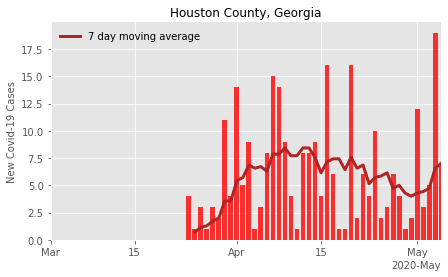 Houston County, Georgia
7 day moving average
New Covid-19 Cases
17.5
15.0
12.5
10.0
7.5
5.0
2.5
0.0
Mar
15
Apr
15
May
2020-May